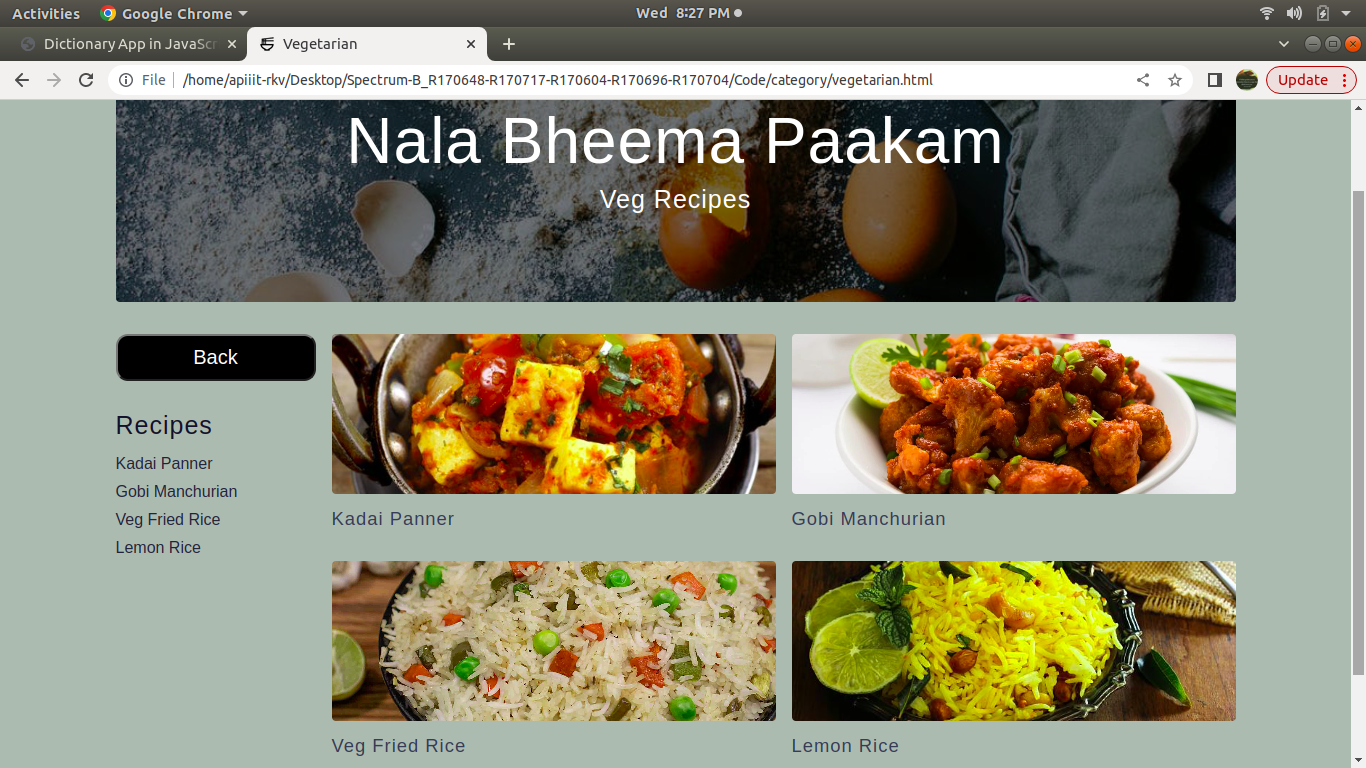 Activities
Google Chrome
Wed 8:27 PM
Dictionary App in JavaScr
Vegetarian
File
/home/apiiit-rkv/Desktop/Spectrum-B_R170648-R170717-R170604-R170696-R170704/Code/category/vegetarian.html
Update
Nala Bheema Paakam
Veg Recipes
Back
Recipes
Kadai Panner
Gobi Manchurian
Veg Fried Rice
Lemon Rice
Kadai Panner
Gobi Manchurian
Veg Fried Rice
Lemon Rice